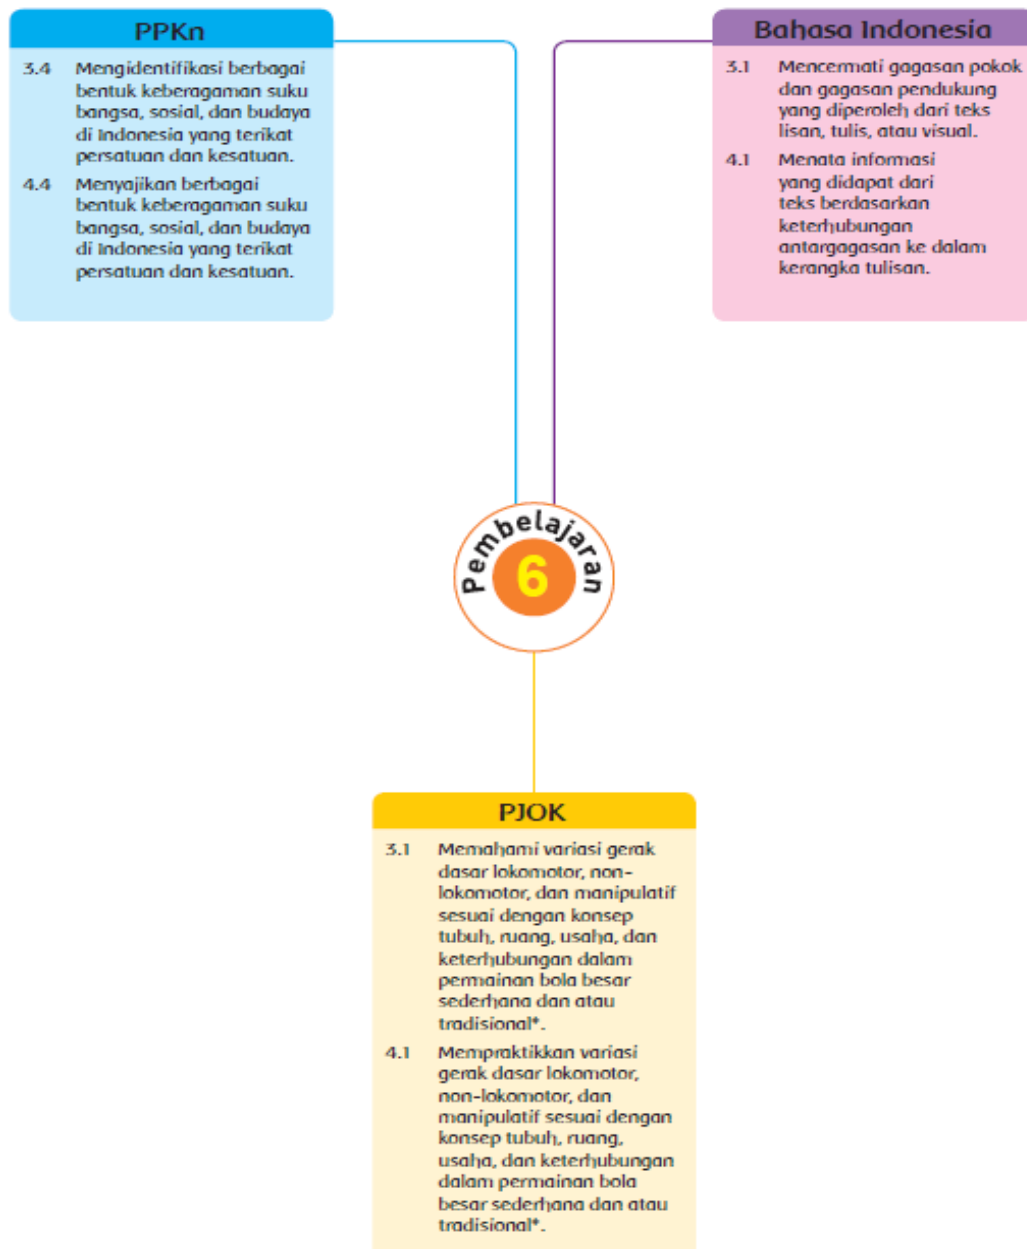 PPKn
3.4 Mengidentifikasi berbagai
bentuk keberagaman suku
bangsa, sosial, dan budaya
di Indonesia yang terikat
persatuan dan kesatuan.
4.4 Menyajikan berbagai
bentuk keberagaman suku
bangsa, sosial, dan budaya
di Indonesia yang terikat
persatuan dan kesatuan.
Bahasa Indonesia
3.1 Mencermati gagasan pokok
dan gagasan pendukung
yang diperoleh dari teks
lisan, tulis, atau visual.
4.1 Menata informasi
yang didapat dari
teks berdasarkan
keterhubungan
antargagasan ke dalam
kerangka tulisan.
Pembelajaran
6
PJOK
3.1 Memahami variasi gerak
dasar lokomotor, non-
lokomotor, dan manipulatif
sesuai dengan konsep
tubuh, ruang, usaha, dan
keterhubungan dalam
permainan bola besar
sederhana dan atau
tradisional*.
4.1 Mempraktikkan variasi
gerak dasar lokomotor,
non-lokomotor, dan
manipulatif sesuai dengan
konsep tubuh, ruang,
usaha, dan keterhubungan
dalam permainan bola
besar sederhana dan atau
tradisional*.